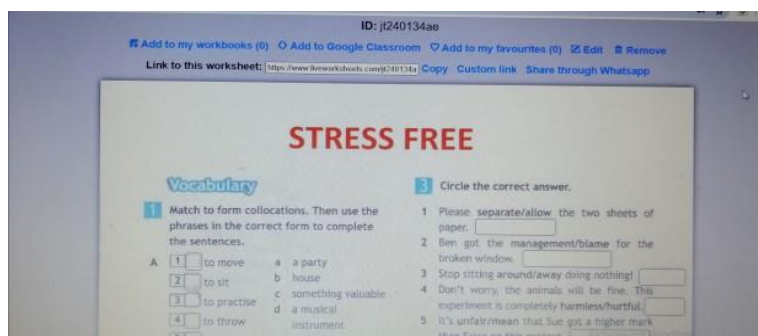 ID: jt240134ae
Add to my workbooks (0) Add to Google Classroom Add to my favourites (0) Edit Remove
Link to this worksheet: https://www.liveworksheets.com/jt240134a Copy Custom link Share through Whatsapp
STRESS FREE
Vocabulary
1 Match to form collocations. Then use the
phrases in the correct form to complete
the sentences.
A 1 to move a a party
2 to sit b house
3 to practise c something valuable
4 to throw d a musical
instrument
3 Circle the correct answer.
1 Please separate/allow the two sheets of
paper.
2 Ben got the management/blame for the
broken window.
3 Stop sitting around/away doing nothing!
4 Don't worry, the animals will be fine. This
experiment is completely harmless/hurtful.
5 It's unfair/mean that Sue got a higher mark